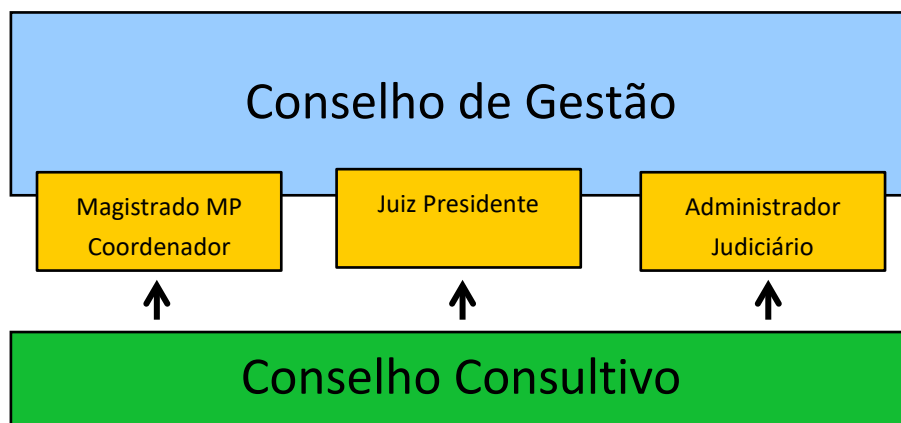 Conselho de Gestão
Magistrado MP
Coordenador
Juiz Presidente
Administrador
Judiciário
Conselho Consultivo